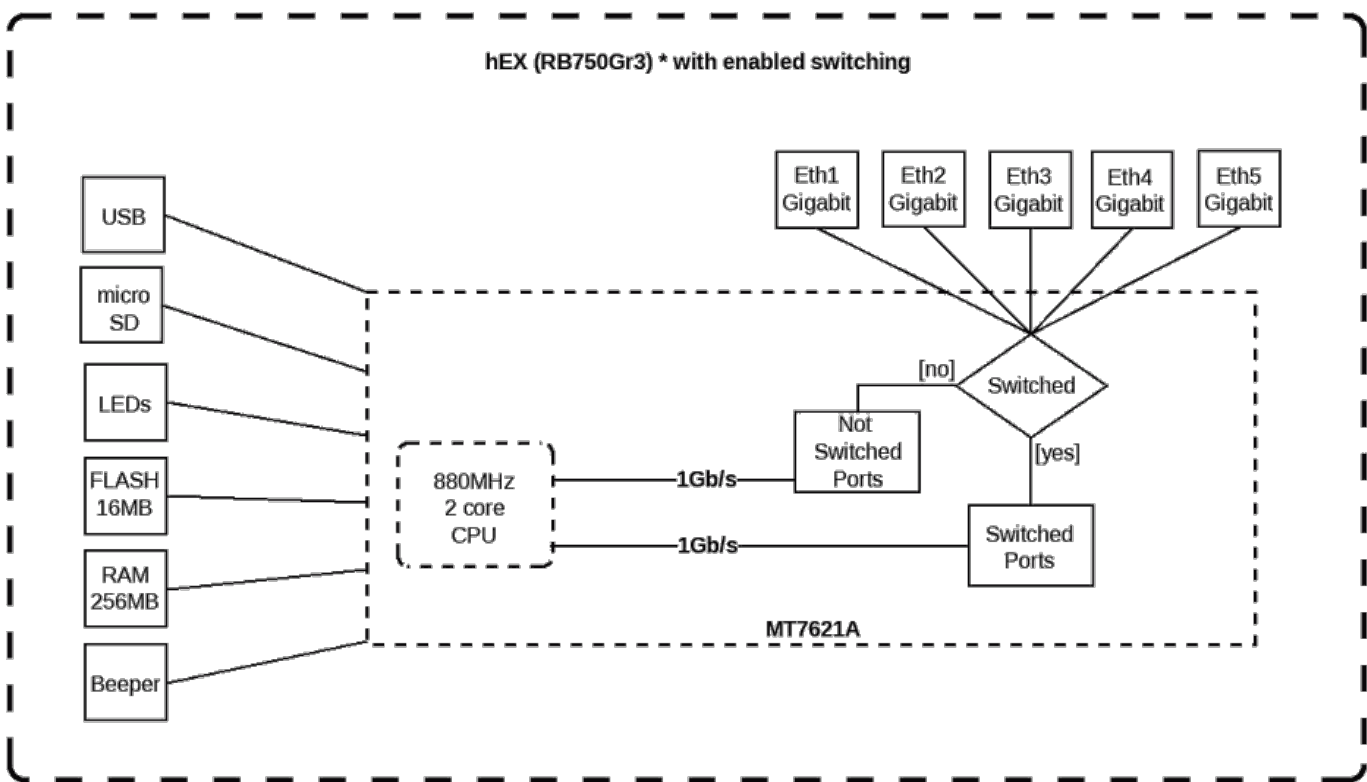 hEX (RB750Gr3) * with enabled switching
Eth1
Gigabit
Eth2
Gigabit
Eth3
Gigabit
Eth4
Gigabit
Eth5
Gigabit
USB
micro
SD
LEDs
FLASH
16MB
RAM
256MB
Beeper
880MHz
2 core
CPU
1Gb/s
1Gb/s
[no]
Switched
[yes]
Not
Switched
Ports
Switched
Ports
MT7621A